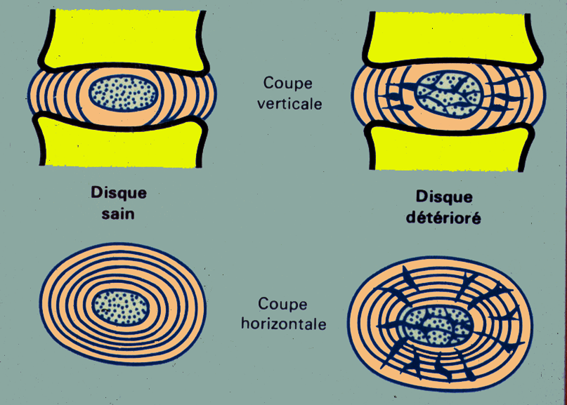 Coupe
verticale
Disque
sain
Disque
détérioré
Coupe
horizontale